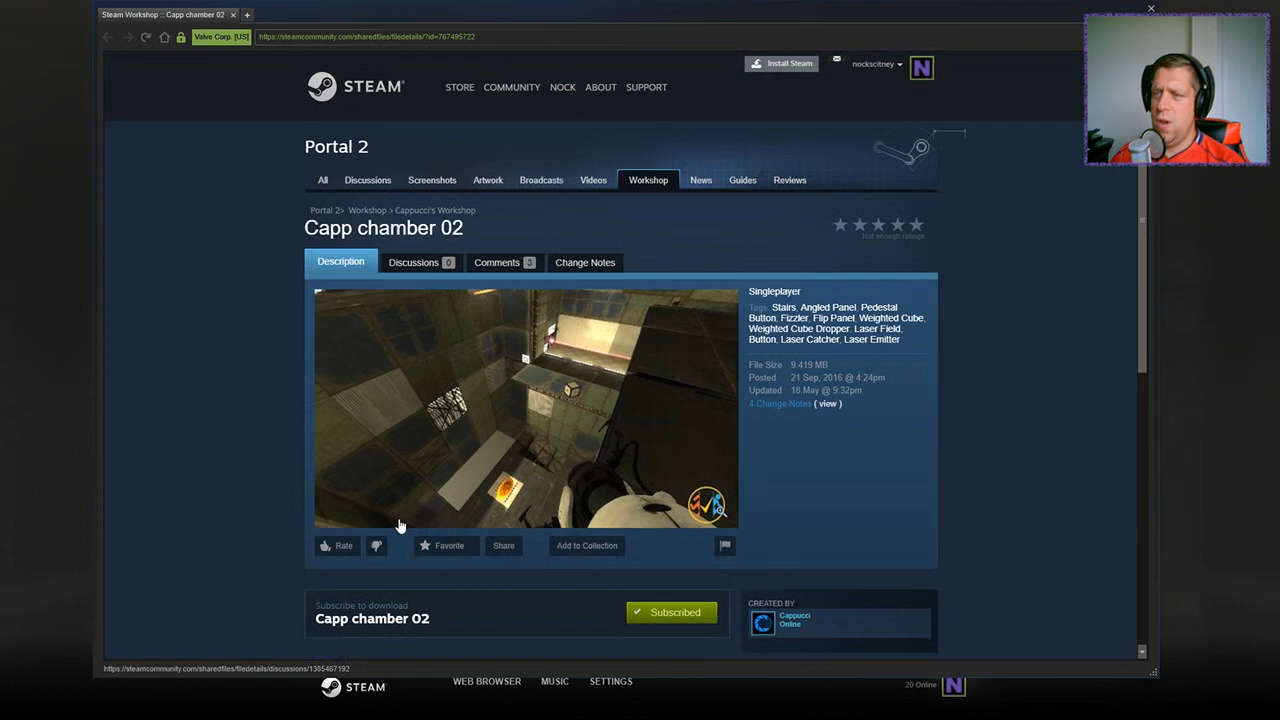 Steam Workshop :: Capp chamber 02
Valve Corp. [US]
https://steamcommunity.com/sharedfiles/filedetails/?id=767495722
Install Steam
nockscitney
N
STEAM®
STORE
COMMUNITY
NOCK
ABOUT
SUPPORT
Portal 2
All
Discussions
Screenshots
Artwork
Broadcasts
Videos
Workshop
News
Guides
Reviews
Portal 2> Workshop > Cappucci's Workshop
Capp chamber 02
Not enough ratings
Description
Discussions 0
Comments 3
Change Notes
Singleplayer
Tags: Stairs, Angled Panel, Pedestal
Button, Fizzler, Flip Panel, Weighted Cube,
Weighted Cube Dropper, Laser Field,
Button, Laser Catcher, Laser Emitter
File Size 9.419 MB
Posted 21 Sep, 2016 @ 4:24pm
Updated 18 May @ 9:32pm
4 Change Notes ( view )
Rate
Favorite
Share
Add to Collection
Subscribe to download
Capp chamber 02
Subscribed
CREATED BY
Cappucci
Online
https://steamcommunity.com/sharedfiles/filedetails/discussions/1385467192
STEAM
WEB BROWSER
MUSIC
SETTINGS
20 Online
N